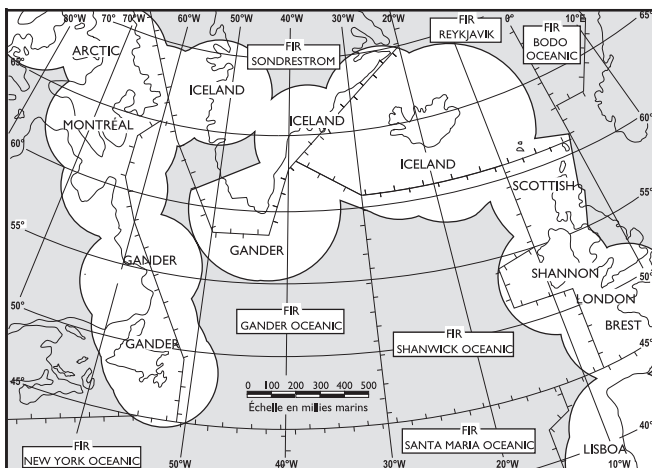 80°W 70°W 70°W 60°W 50°W 40°W 30°W 20°W 10°W 0° 10°E 65°
FIR
SONDRESTROM
FIR
REYKJAVIK
FIR
BODO
OCEANIC
ARCTIC
65°
ICELAND
ICELAND
MONTRÉAL
60°
60°
ICELAND
SCOTTISH
55°
55°
GANDER
GANDER
SHANNON
50°
LONDON
50°
FIR
GANDER OCEANIC
BREST
GANDER
FIR
SHANWICK OCEANIC
45°
45°
0 100 200 300 400 500
Échelle en millies marins
FIR
NEW YORK OCEANIC
FIR
SANTA MARIA OCEANIC
40°
LISBOA
50°W 40°W 30°W 20°W 10°W